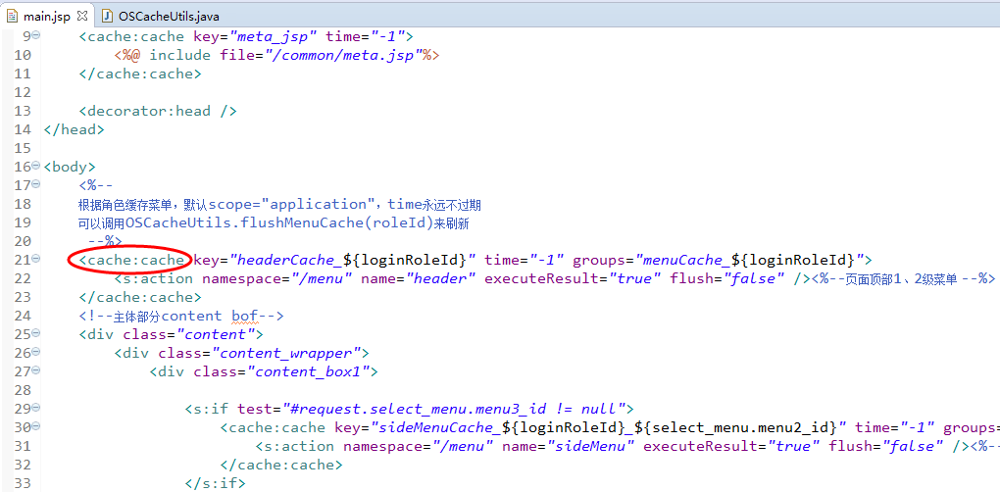 main.jsp OSCacheUtils.java
9 <cache:cache key="meta_jsp" time="-1">
10 <%@ include file="/common/meta.jsp"%>
11 </cache:cache>
12
13 <decorator:head />
14 </head>
15
16 <body>
17 <%--
18 根据角色缓存菜单，默认scope="application"，time永远不过期
19 可以调用OSCacheUtils.flushMenuCache(roleId)来刷新
20 --%>
21 <cache:cache key="headerCache_${loginRoleId}" time="-1" groups="menuCache_${loginRoleId}">
22 <s:action namespace="/menu" name="header" executeResult="true" flush="false" /><%--页面顶部1、2级菜单 --%>
23 </cache:cache>
24 <!--主体部分content bof-->
25 <div class="content">
26 <div class="content_wrapper">
27 <div class="content_box1">
28
29 <s:if test="#request.select_menu.menu3_id != null">
30 <cache:cache key="sideMenuCache_${loginRoleId}_${select_menu.menu2_id}" time="-1" groups=
31 <s:action namespace="/menu" name="sideMenu" executeResult="true" flush="false" /><%--
32 </cache:cache>
33 </s:if>